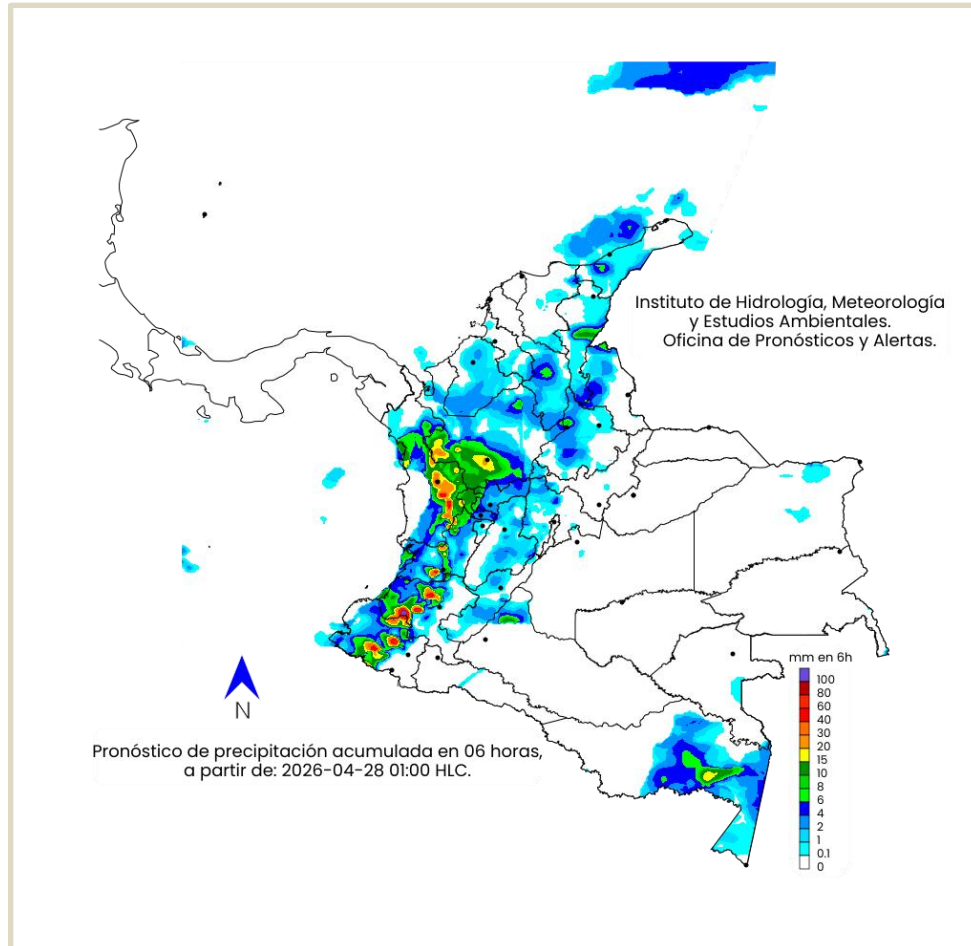 Instituto de Hidrología, Meteorología
y Estudios Ambientales.
Oficina de Pronósticos y Alertas.
D
N
Pronóstico de precipitación acumulada en 06 horas,
a partir de: 2026-04-28 01:00 HLC.
mm en 6h
100
80
60
40
30
20
15
10
8
6
4
2
1
0.1
0